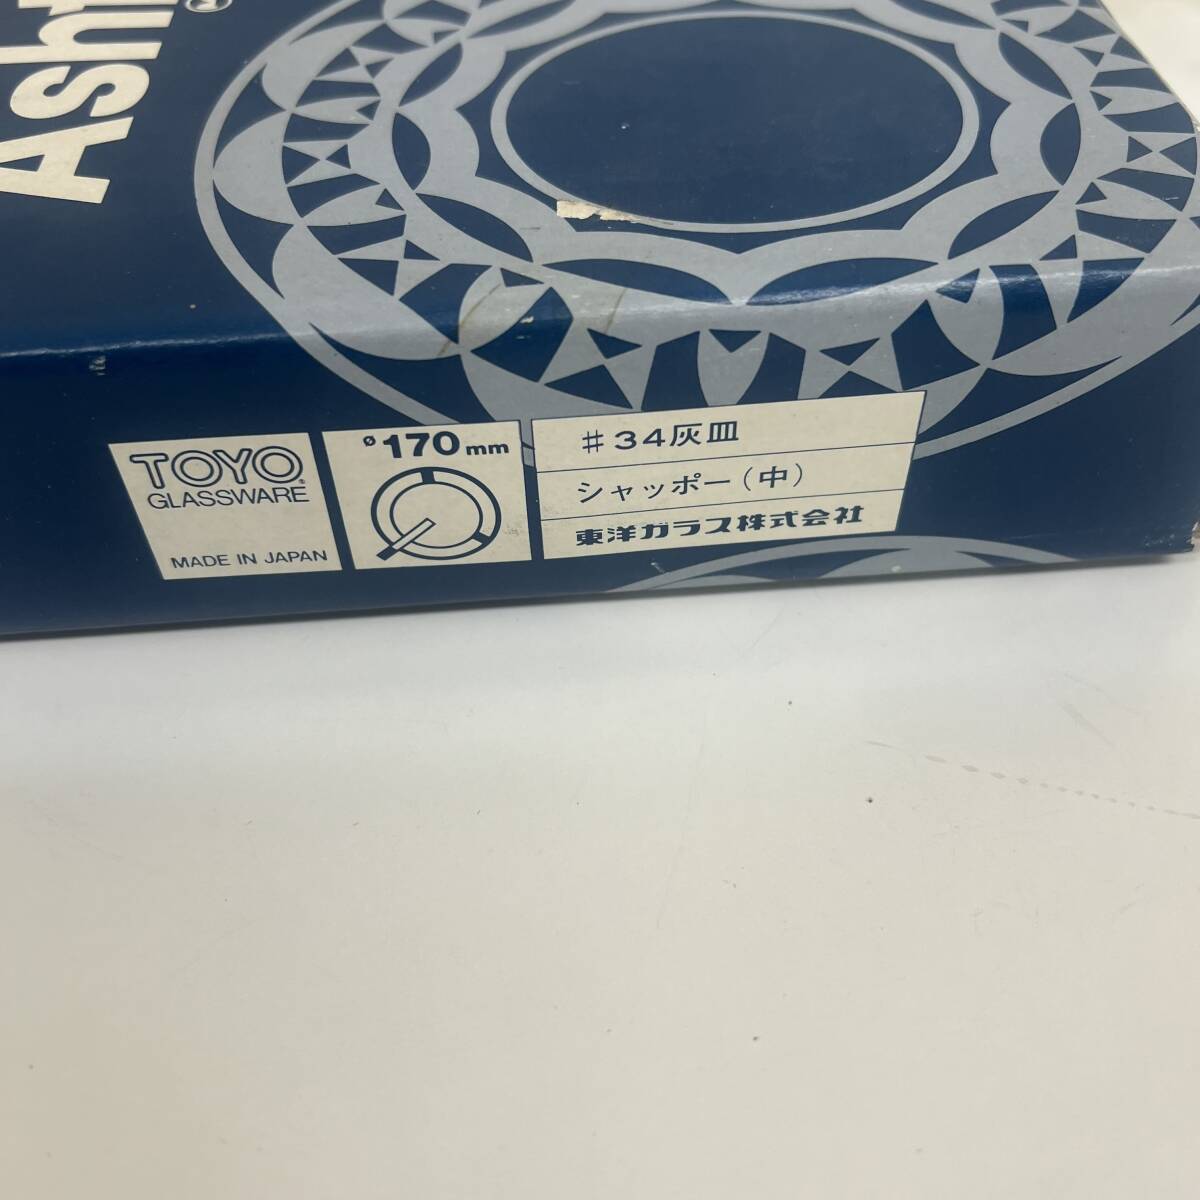 TOYO
GLASSWARE
MADE IN JAPAN
ø170mm
#34灰皿
シャッポー(中)
東洋ガラス株式会社